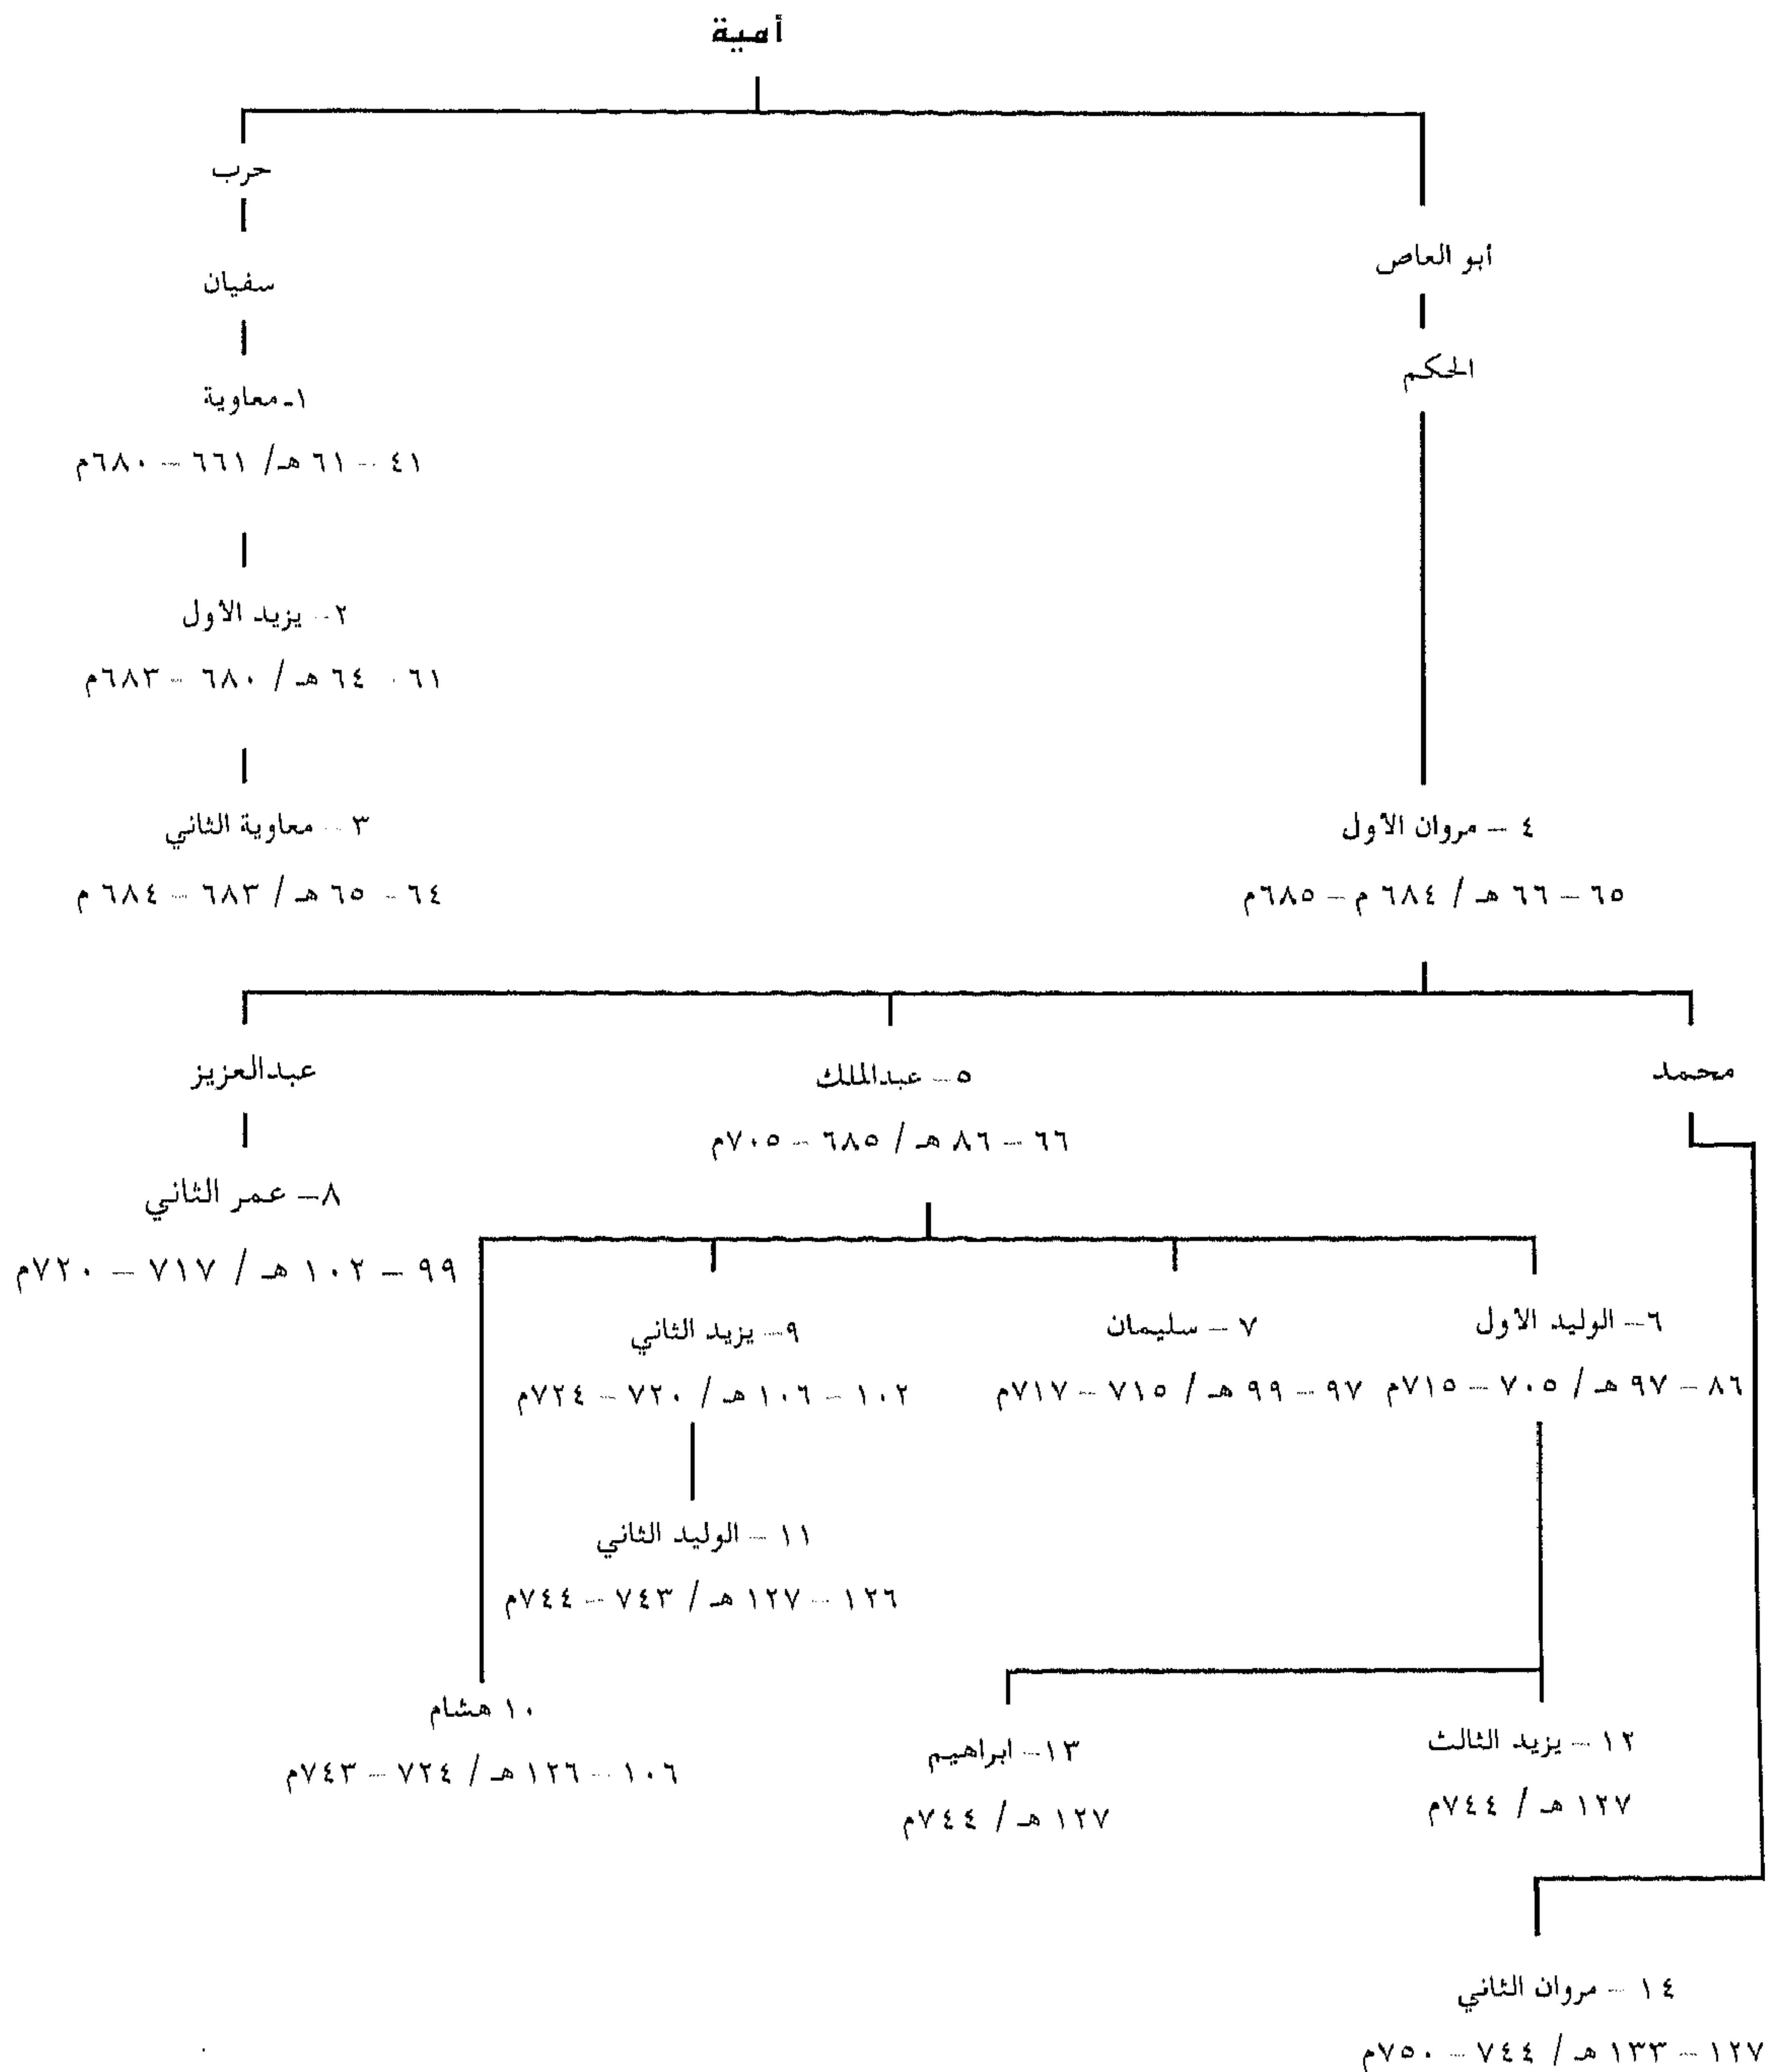 أمية
حرب
أبو العاص
سفيان
الحكم
١ـ معاوية
٤١ – ٦١ هـ/ ٦٦١ – ٦٨٠م
٢– يزيد الأول
٦١ – ٦٤ هـ / ٦٨٠ – ٦٨٣م
٤ – مروان الأول
٦٥ – ٦٦ هـ / ٦٨٤ م – ٦٨٥م
٣ – معاوية الثاني
٦٤ – ٦٥ هـ / ٦٨٣ – ٦٨٤ م
محمد
٥ – عبدالملك
٦٦ – ٨٦ هـ / ٦٨٥ – ٧٠٥م
عبدالعزيز
٨– عمر الثاني
٩٩ – ١٠٢ هـ / ٧١٧ – ٧٢٠م
٦– الوليد الأول
٨٦ – ٩٧ هـ / ٧٠٥ – ٧١٥م
٧ – سليمان
٩٧ – ٩٩ هـ / ٧١٥ – ٧١٧م
٩– يزيد الثاني
١٠٢ – ١٠٦ هـ / ٧٢٠ – ٧٢٤م
١١ – الوليد الثاني
١٢٦ – ١٢٧ هـ / ٧٤٣ – ٧٤٤م
١٠ هشام
١٠٦ – ١٢٦ هـ / ٧٢٤ – ٧٤٣م
١٢ – يزيد الثالث
١٢٧ هـ / ٧٤٤م
١٣– ابراهيم
١٢٧ هـ / ٧٤٤م
١٤ – مروان الثاني
١٢٧ – ١٣٣ هـ / ٧٤٤ – ٧٥٠م